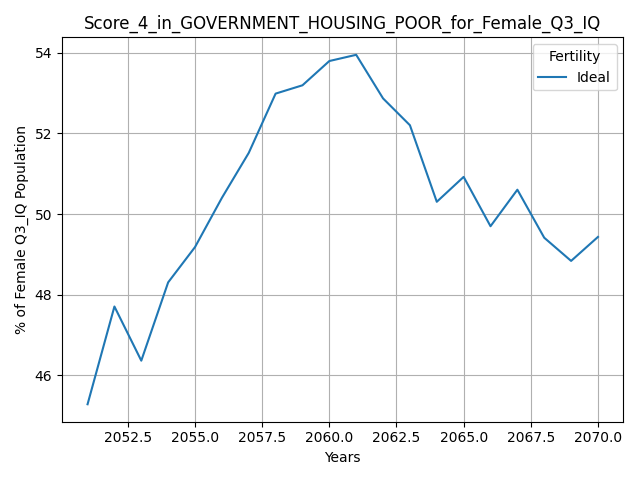 Score_4_in_GOVERNMENT_HOUSING_POOR_for_Female_Q3_IQ
Fertility
Ideal
% of Female Q3_IQ Population
54
52
50
48
46
2052.5 2055.0 2057.5 2060.0 2062.5 2065.0 2067.5 2070.0
Years